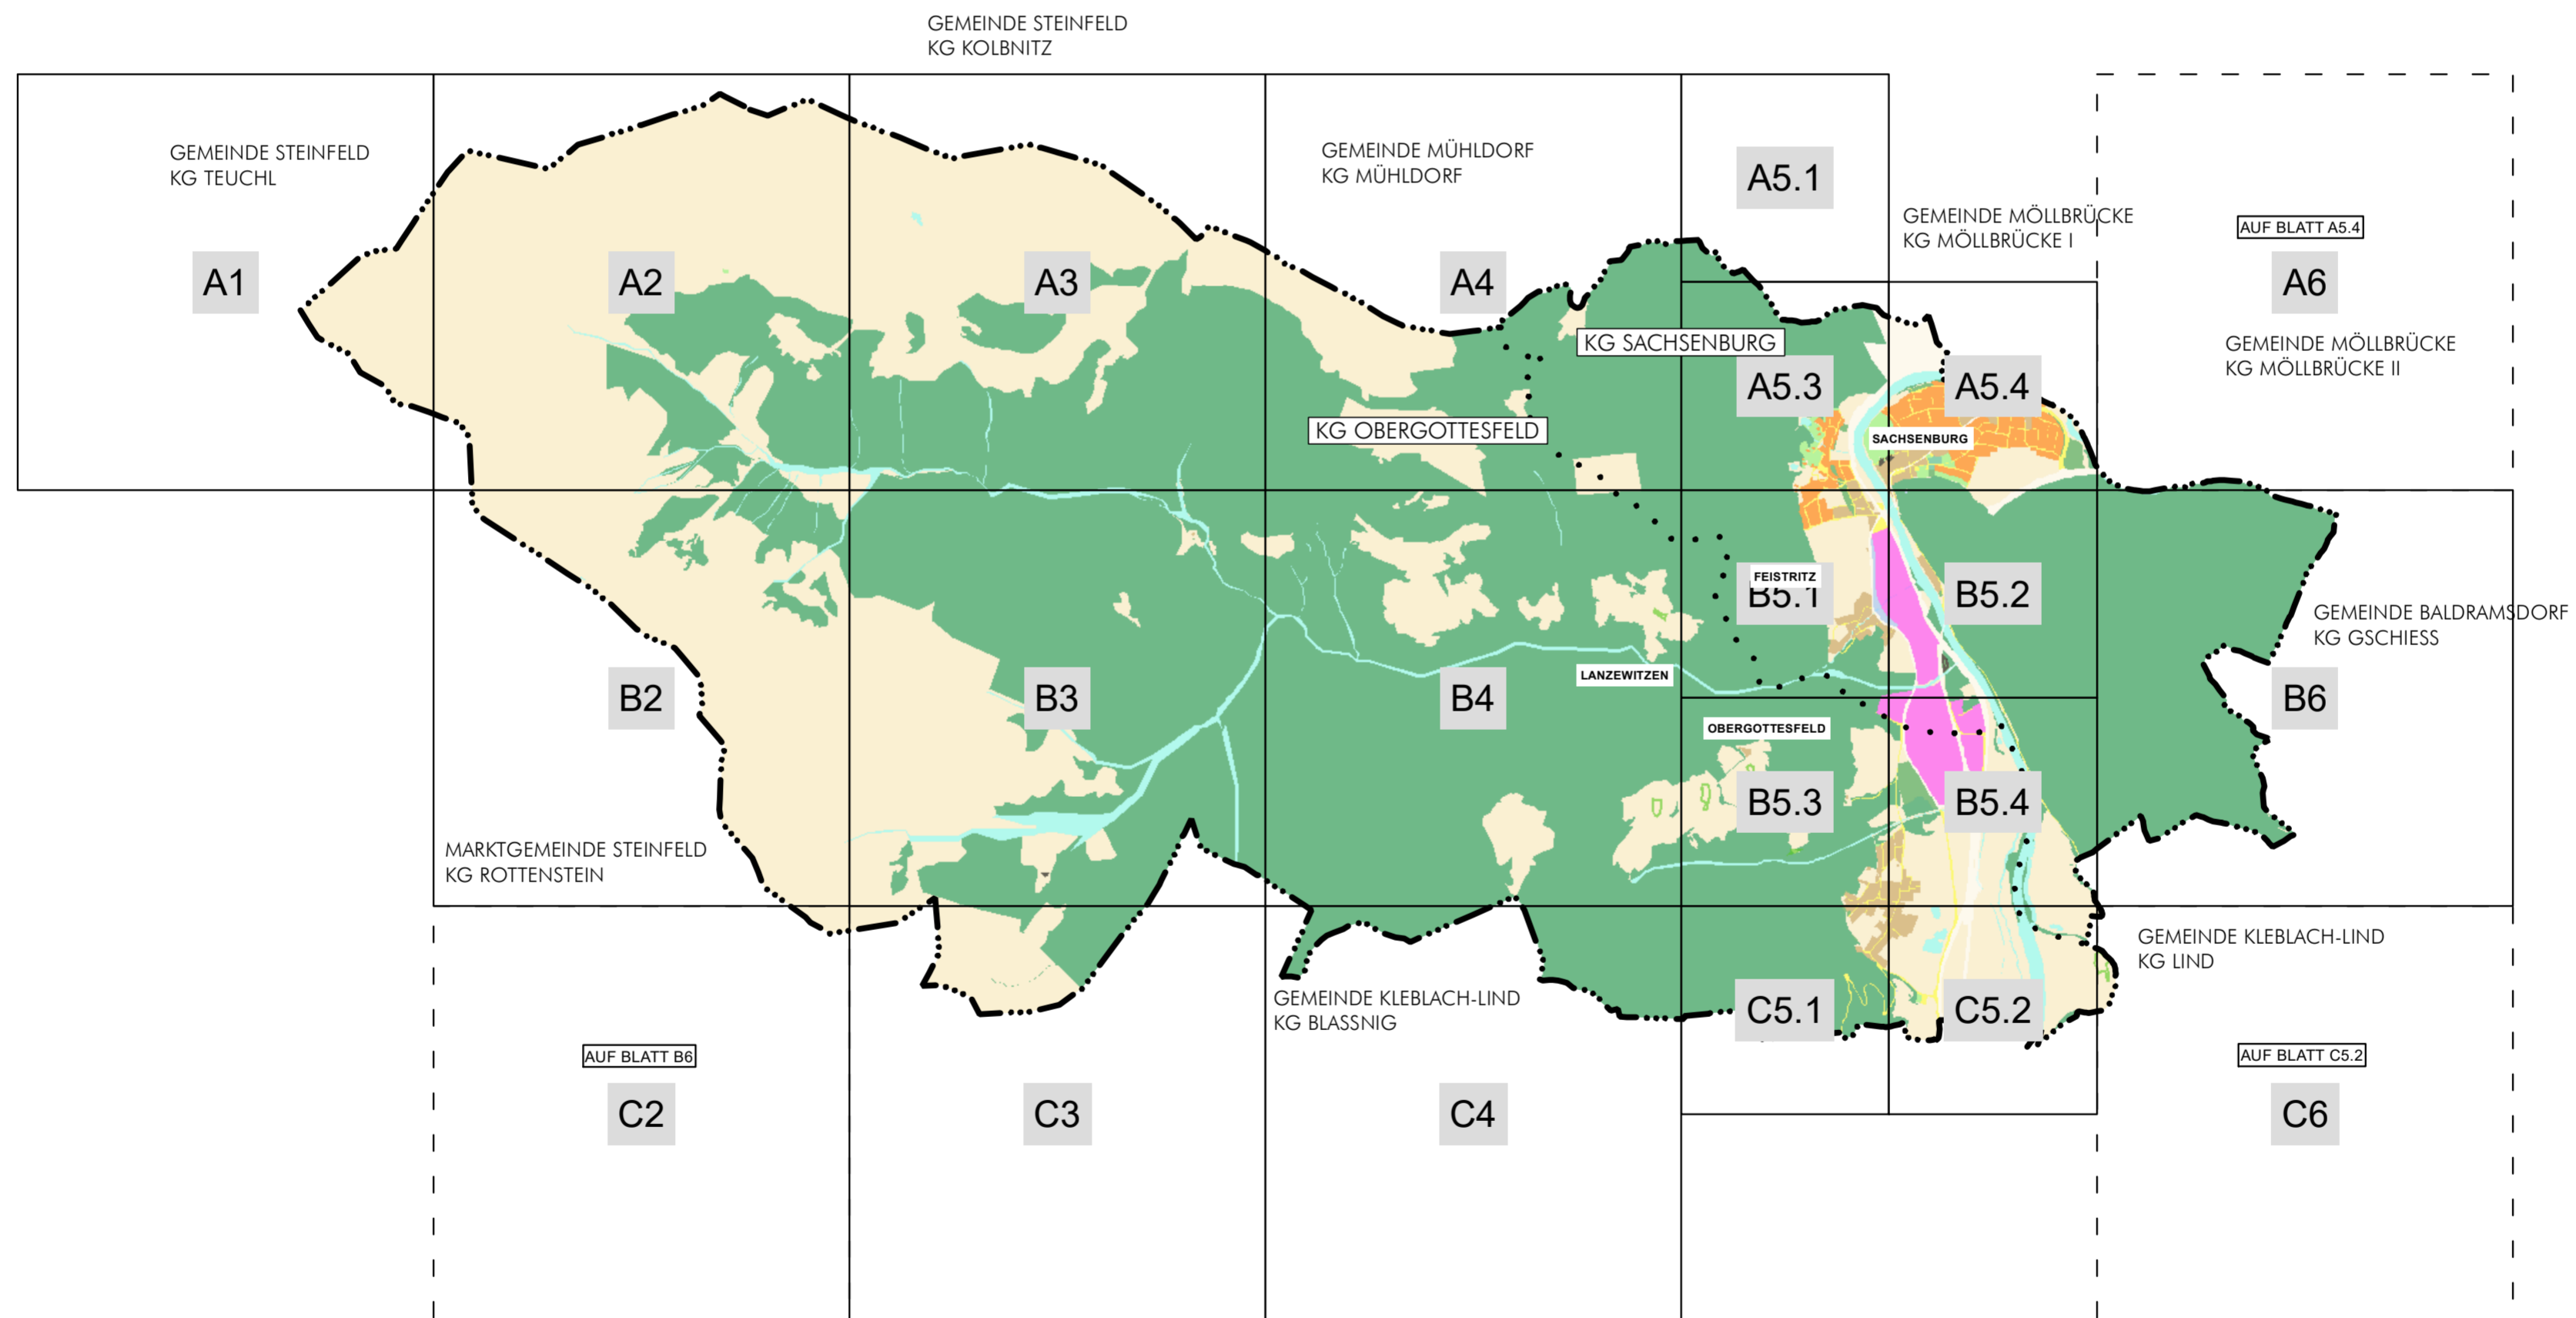 GEMEINDE STEINFELD
KG KOLBNITZ
GEMEINDE STEINFELD
KG TEUCHL
GEMEINDE MÜHLDORF
KG MÜHLDORF
A5.1
GEMEINDE MÖLLBRÜCKE
KG MÖLLBRÜCKE I
AUF BLATT A5.4
A1
A2
A3
A4
A6
KG SACHSENBURG
GEMEINDE MÖLLBRÜCKE
KG MÖLLBRÜCKE II
A5.3
A5.4
KG OBERGOTTESFELD
SACHSENBURG
FEISTRITZ
B5.1
B5.2
GEMEINDE BALDRAMSDORF
KG GSCHIESS
LANZEWITZEN
B2
B3
B4
B6
OBERGOTTESFELD
B5.3
B5.4
MARKTGEMEINDE STEINFELD
KG ROTTENSTEIN
GEMEINDE KLEBLACH-LIND
KG LIND
GEMEINDE KLEBLACH-LIND
KG BLASSNIG
C5.1
C5.2
AUF BLATT B6
AUF BLATT C5.2
C2
C3
C4
C6